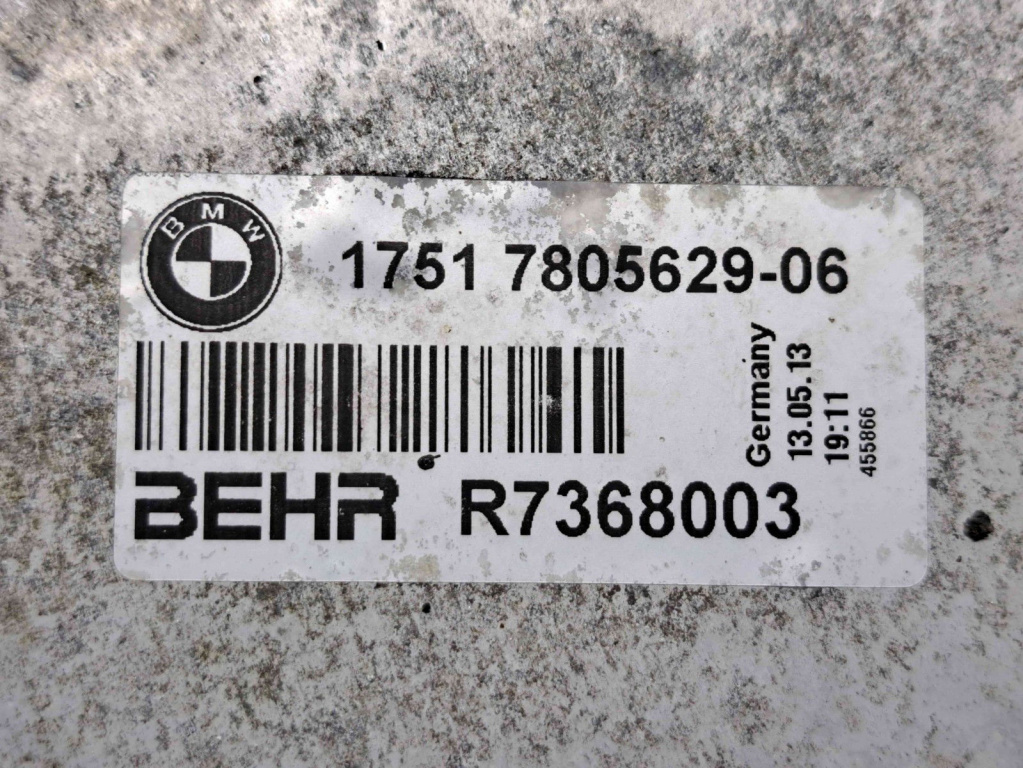 BMW
1751 7805629-06
Germany
13.05.13
19:11
455866
BEHR R7368003